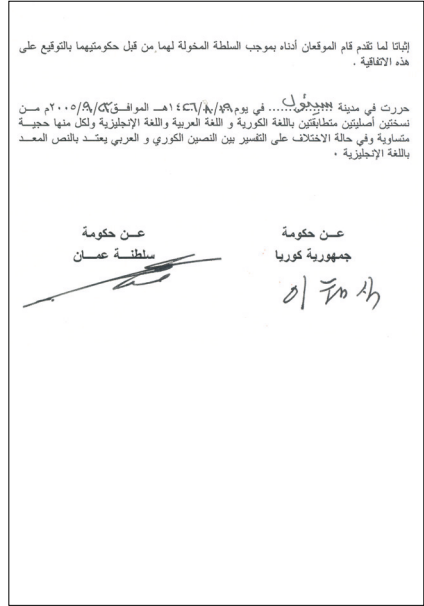 إثباتا لما تقدم قام الموقعان أدناه بموجب السلطة المخولة لهما من قبل حكومتيهما بالتوقيع على
هذه الاتفاقية .
حررت في مدينة سيئول في يوم ١٤٢٦/٨/١٩هـ الموافق ٢٠٠٥/٩/٢٣م من
نسختين أصليتين متطابقتين باللغة الكورية و اللغة العربية واللغة الإنجليزية ولكل منها حجية
متساوية وفي حالة الاختلاف على التفسير بين النصين الكوري و العربي يعتد بالنص المعد
باللغة الإنجليزية .
عن حكومة
جمهورية كوريا
عن حكومة
سلطنة عمان